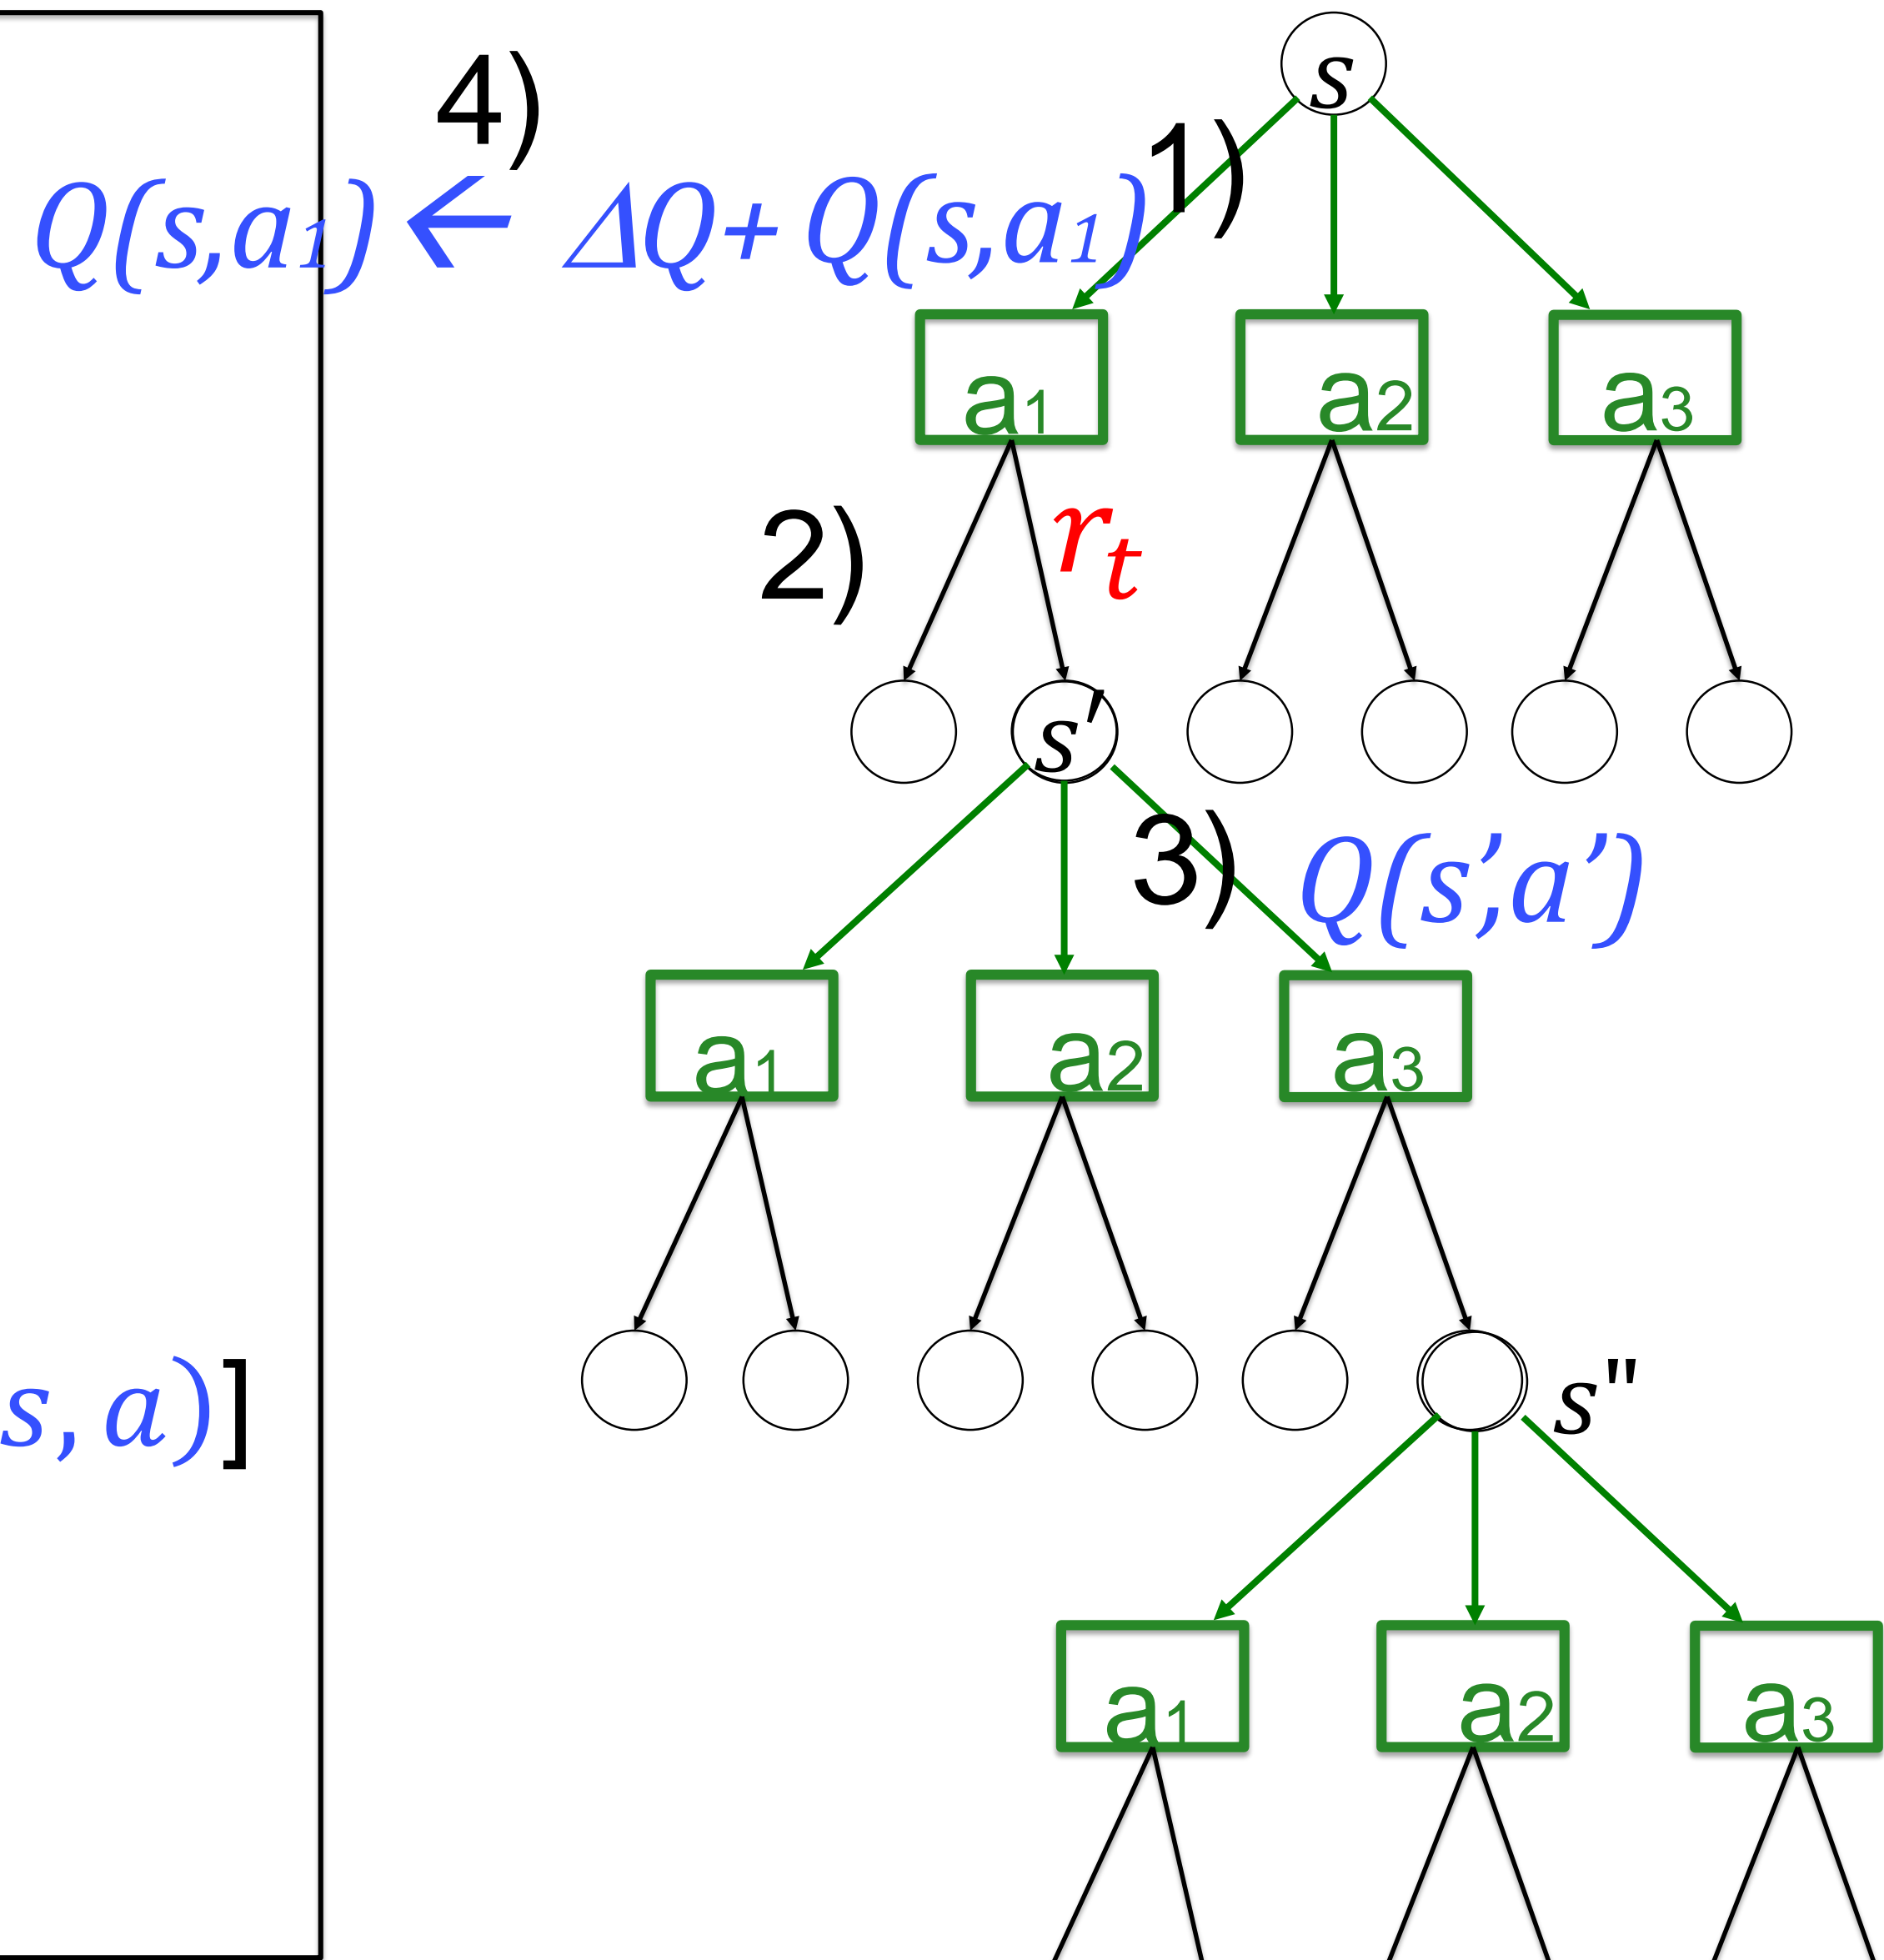 s
4)
1)
Q(s,a1) ← ΔQ+ Q(s,a1)
a1 a2 a3
2)
rt
s'
3)
Q(s',a')
a1 a2 a3
s, a)]
s"
a1 a2 a3